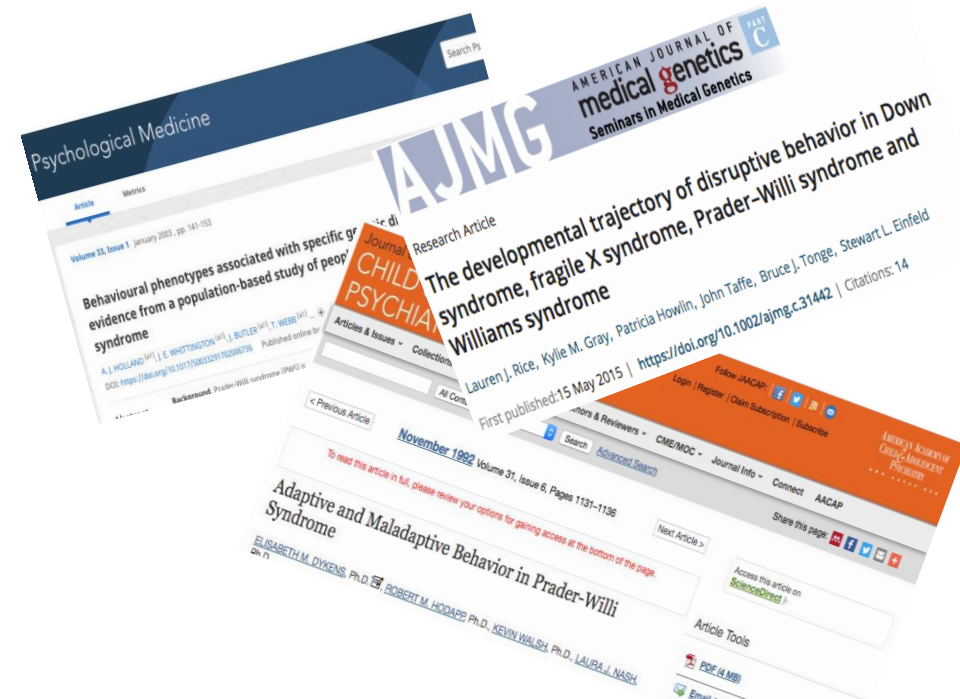 Search Ps
Psychological Medicine
Article
Metrics
Volume 33, Issue 1 January 2003 , pp. 141-153
Behavioural phenotypes associated with specific
evidence from a population-based study of
syndrome
A. J. HOLLAND (a1), J. E. WHITTINGTON (a1), J. BUTLER (a1), T. WEBB (a1) ...
DOI: https://doi.org/10.1017/S0033291702006736 Published online
Background. Prader-Willi syndrome (PWS)
AJMG
AMERICAN JOURNAL OF
medical genetics
Seminars in Medical Genetics
PART
C
Research Article
The developmental trajectory of disruptive behavior in Down
syndrome, fragile X syndrome, Prader–Willi syndrome and
Williams syndrome
Lauren J. Rice, Kylie M. Gray, Patricia Howlin, John Taffe, Bruce J. Tonge, Stewart L. Einfeld
First published:15 May 2015 | https://doi.org/10.1002/ajmg.c.31442 | Citations: 14
Journal
CHILD
Follow JAACAP:
Login | Register | Claim Subscription | Subscribe
AMERICAN ACADEMY OF
CHILD & ADOLESCENT
PSYCHIATRY
Articles & Issues
& Reviewers CME/MOC Journal Info Connect AACAP
Search Advanced Search
Share this page:
< Previous Article
November 1992 Volume 31, Issue 6, Pages 1131–1136
Next Article >
To read this article in full, please review your options for gaining access at the bottom of the page.
Adaptive and Maladaptive Behavior in Prader-Willi
Syndrome
ELISABETH M. DYKENS, Ph.D. , ROBERT M. HODAPP, Ph.D., KEVIN WALSH, Ph.D., LAURA J. NASH,
Ph.D.
Access this article on
ScienceDirect
Article Tools
PDF (4 MB)